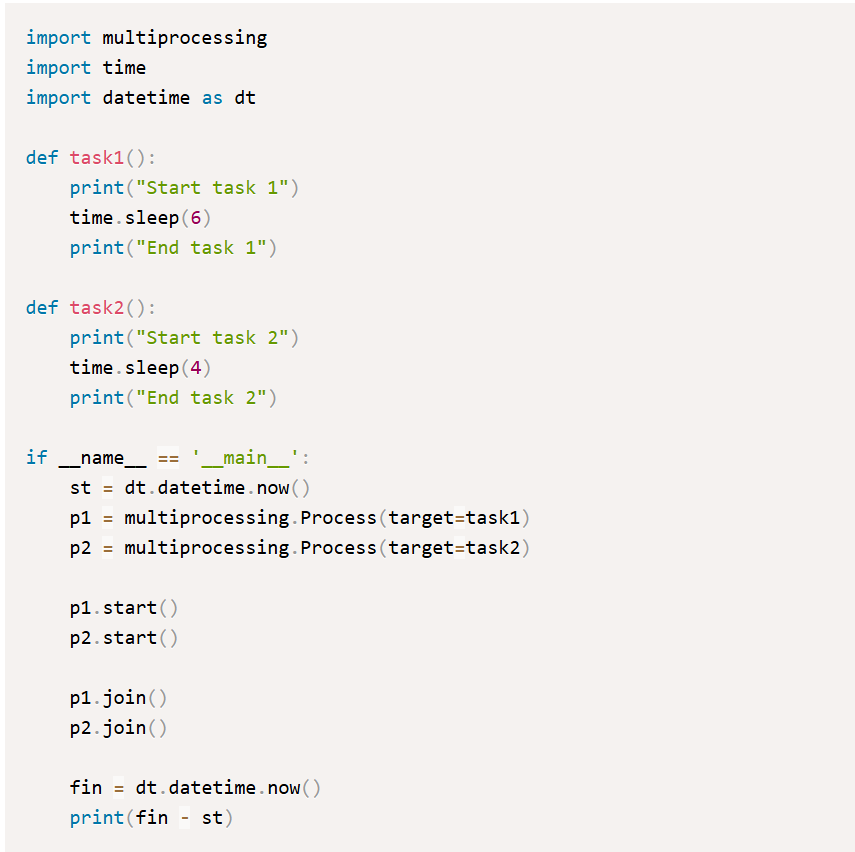 import multiprocessing
import time
import datetime as dt

def task1():
    print("Start task 1")
    time.sleep(6)
    print("End task 1")

def task2():
    print("Start task 2")
    time.sleep(4)
    print("End task 2")

if __name__ == '__main__':
    st = dt.datetime.now()
    p1 = multiprocessing.Process(target=task1)
    p2 = multiprocessing.Process(target=task2)

    p1.start()
    p2.start()

    p1.join()
    p2.join()

    fin = dt.datetime.now()
    print(fin - st)